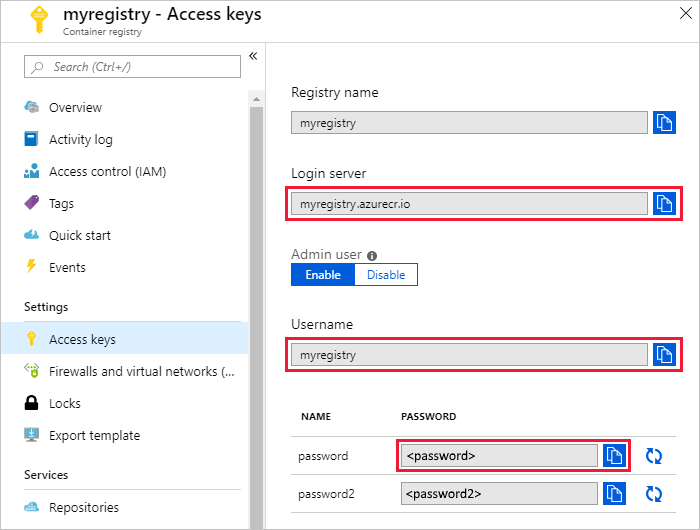 myregistry - Access keys
Container registry
Search (Ctrl+/)
«
Overview
Activity log
Access control (IAM)
Tags
Quick start
Events
Settings
Access keys
Firewalls and virtual networks (...
Locks
Export template
Services
Repositories
Registry name
myregistry
Login server
myregistry.azurecr.io
Admin user
Enable Disable
Username
myregistry
NAME PASSWORD
password <password>
password2 <password2>